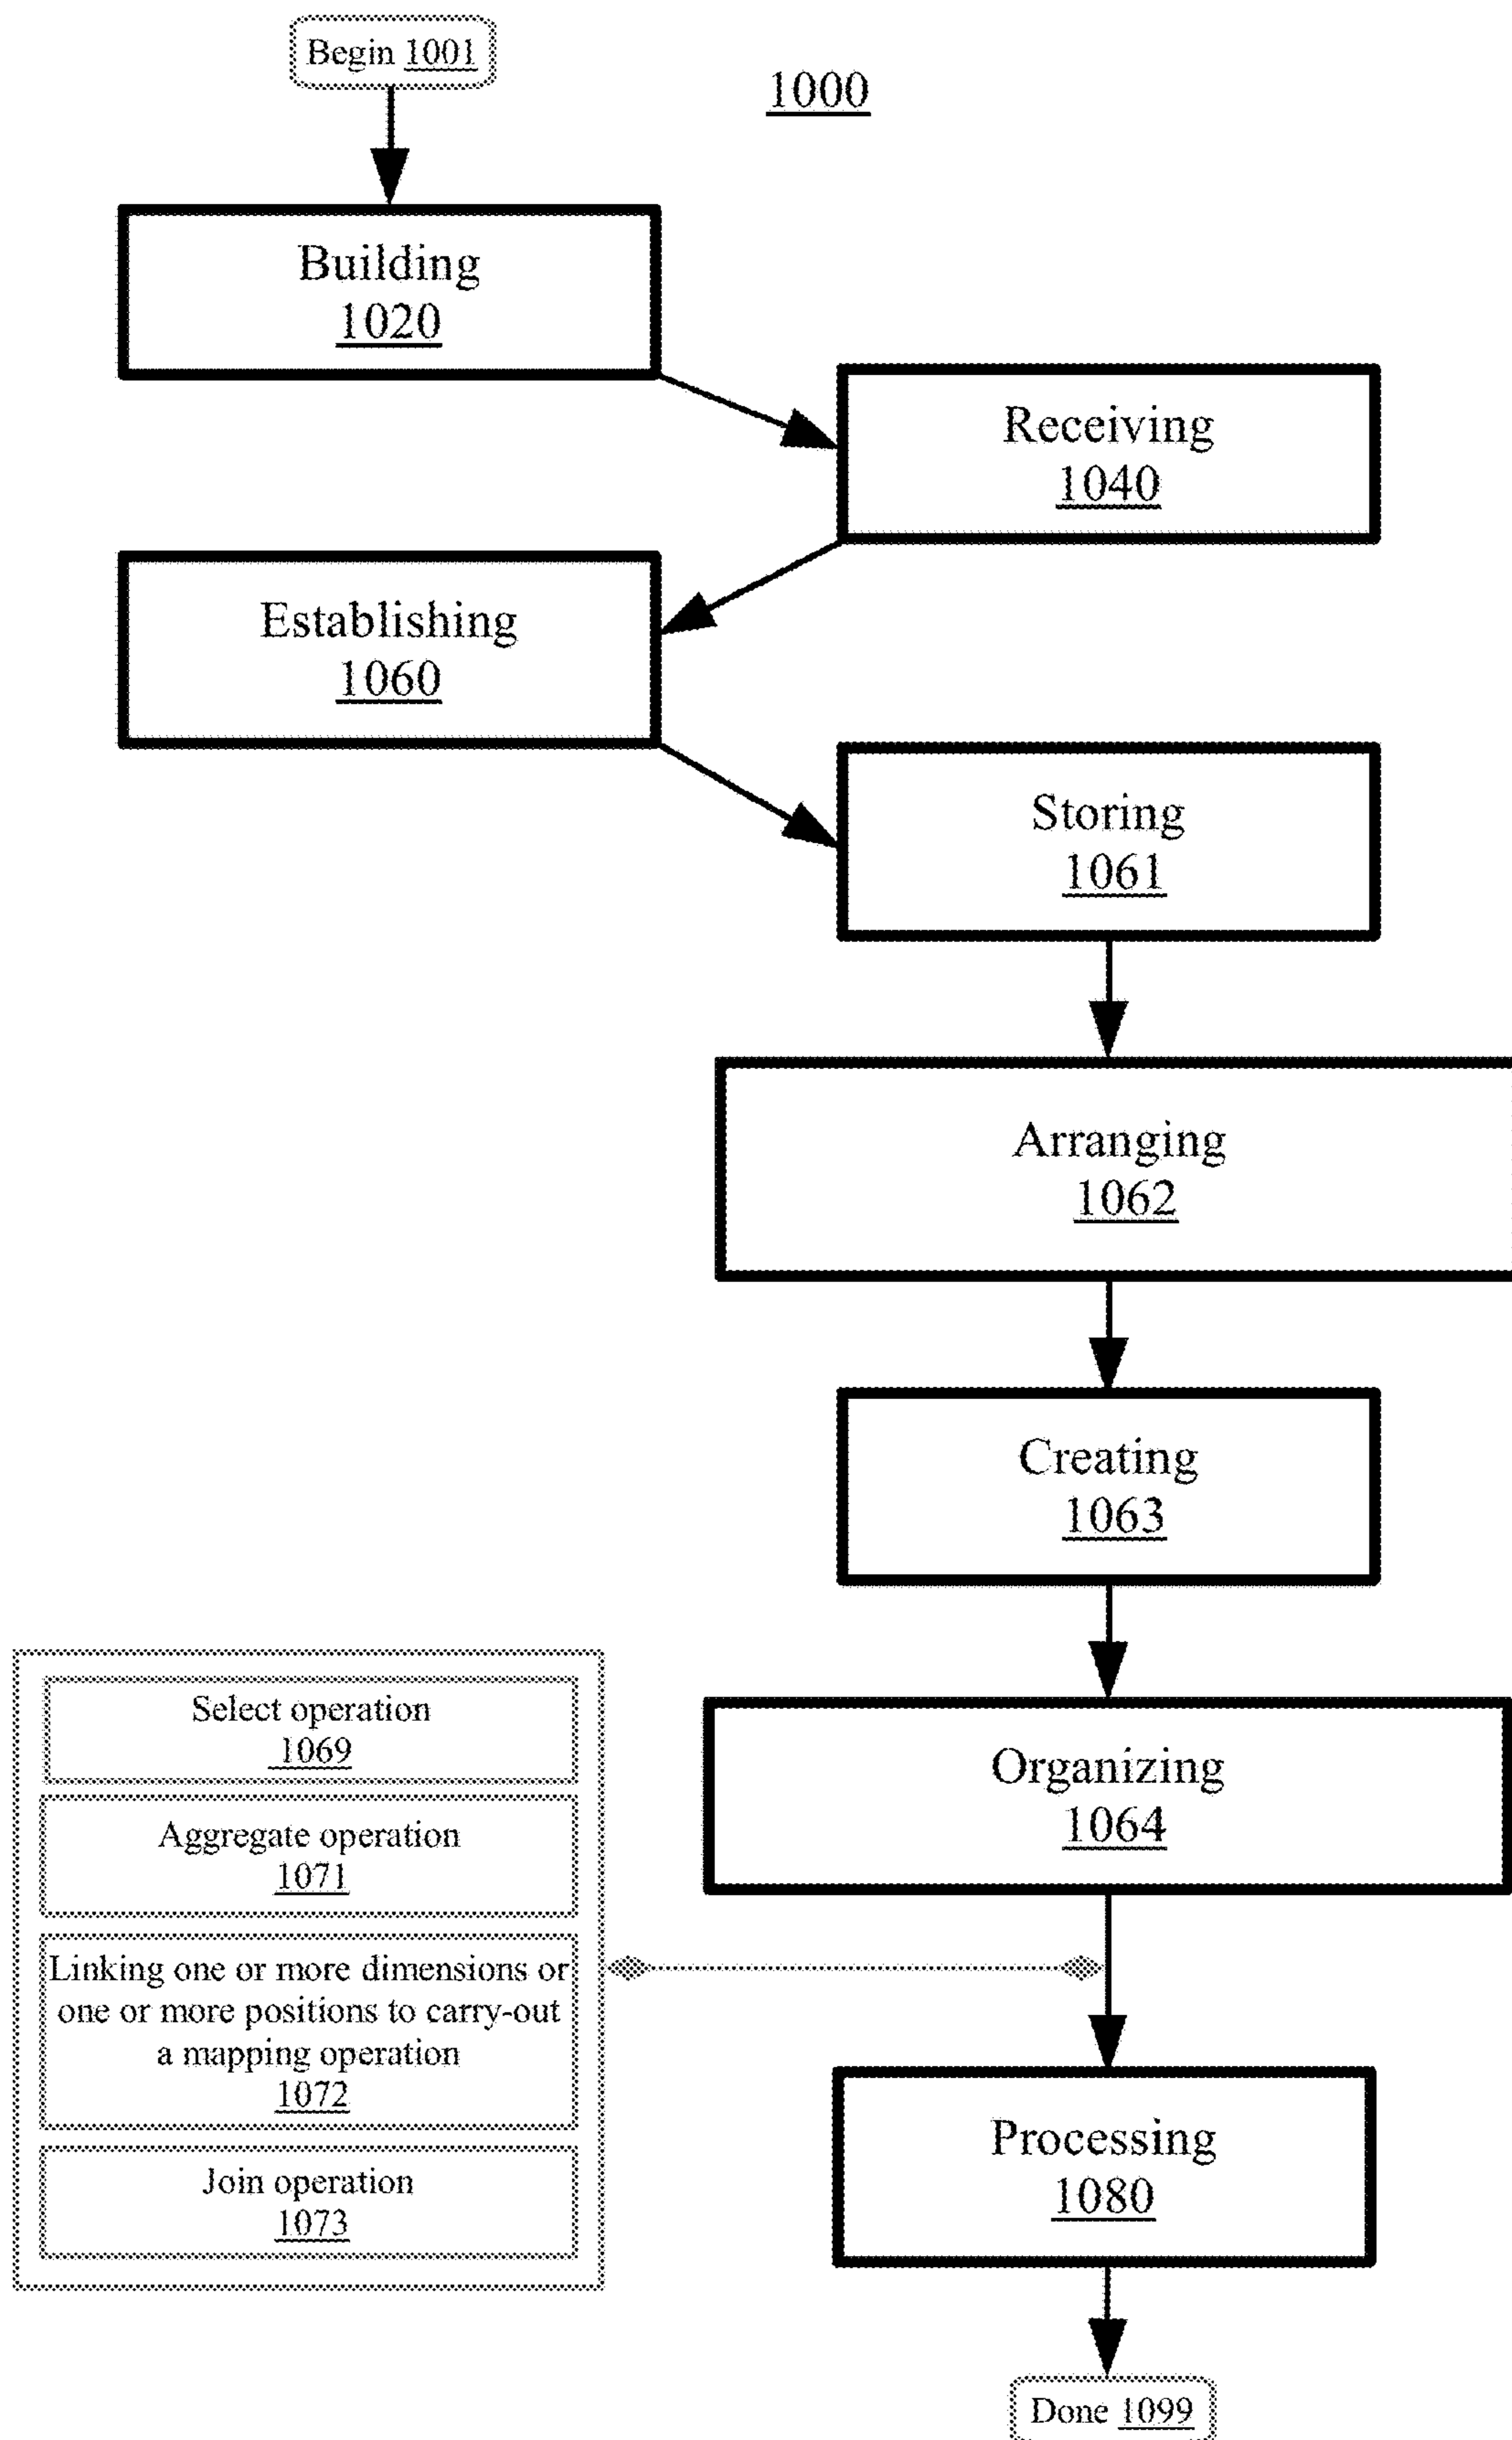 Begin 1001
1000
Building
1020
Receiving
1040
Establishing
1060
Storing
1061
Arranging
1062
Creating
1063
Organizing
1064
Select operation
1069
Aggregate operation
1071
Linking one or more dimensions or
one or more positions to carry-out
a mapping operation
1072
Join operation
1073
Processing
1080
Done 1099